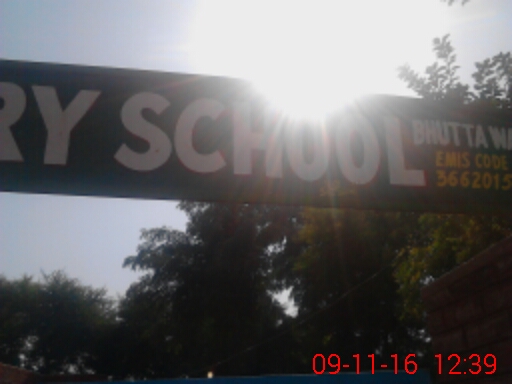 RY SCHOOL
BHUTTA WA
EMIS CODE
3662015
09-11-16 12:39